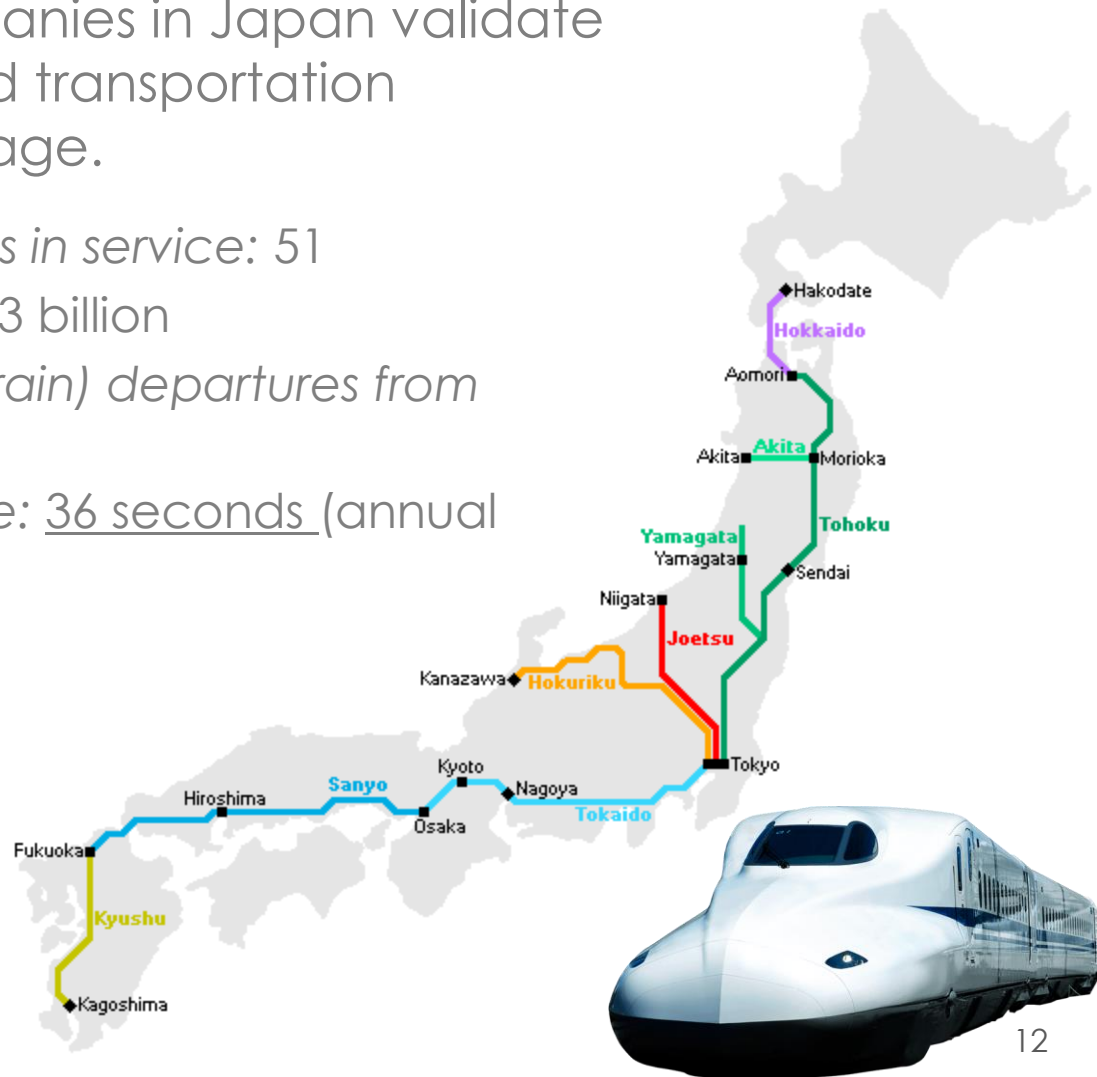 anies in Japan validate
d transportation
age.
s in service: 51
3 billion
rain) departures from
e: 36 seconds (annual
Hakodate
Hokkaido
Aomori
Akita
Akita
Morioka
Tohoku
Yamagata
Yamagata
Sendai
Niigata
Joetsu
Kanazawa
Hokuriku
Tokyo
Kyoto
Sanyo
Nagoya
Hiroshima
Tokaido
Osaka
Fukuoka
Kyushu
Kagoshima
12